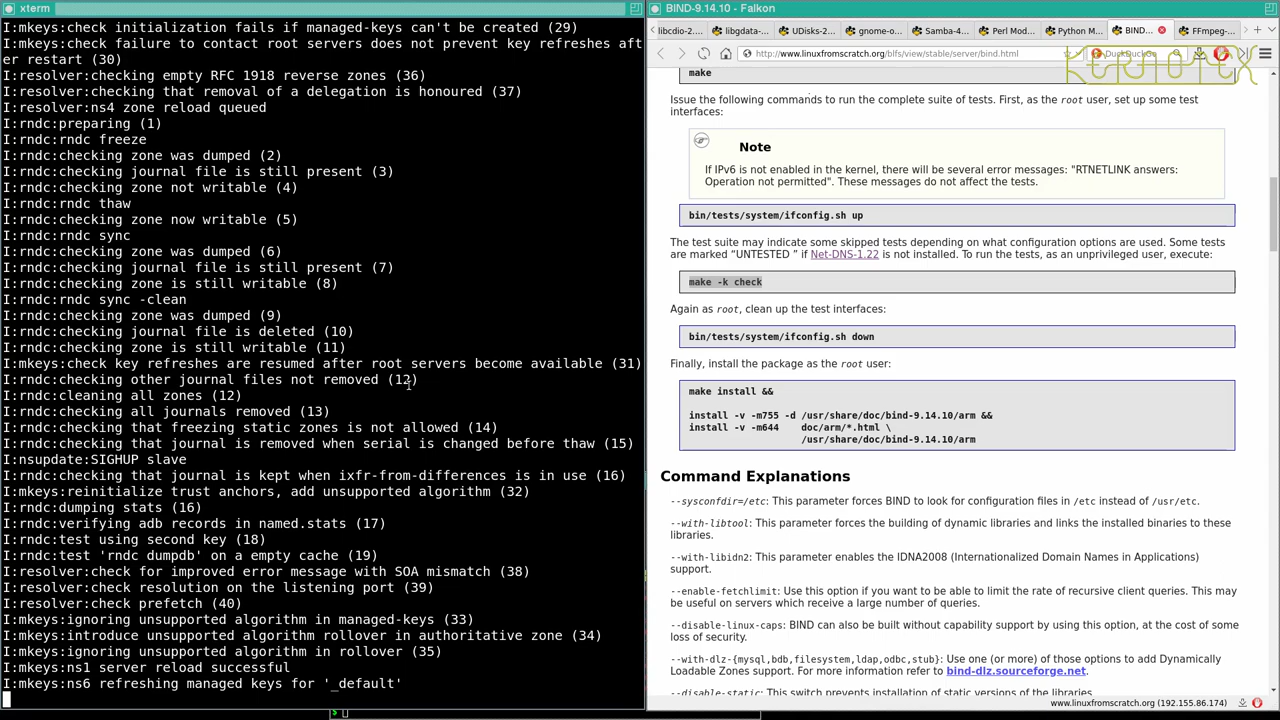 xterm
I:mkeys:check initialization fails if managed-keys can't be created (29)
I:mkeys:check failure to contact root servers does not prevent key refreshes aft
er restart (30)
I:resolver:checking empty RFC 1918 reverse zones (36)
I:resolver:checking that removal of a delegation is honoured (37)
I:resolver:ns4 zone reload queued
I:rndc:preparing (1)
I:rndc:rndc freeze
I:rndc:checking zone was dumped (2)
I:rndc:checking journal file is still present (3)
I:rndc:checking zone not writable (4)
I:rndc:rndc thaw
I:rndc:checking zone now writable (5)
I:rndc:rndc sync
I:rndc:checking zone was dumped (6)
I:rndc:checking journal file is still present (7)
I:rndc:checking zone is still writable (8)
I:rndc:rndc sync -clean
I:rndc:checking zone was dumped (9)
I:rndc:checking journal file is deleted (10)
I:rndc:checking zone is still writable (11)
I:mkeys:check key refreshes are resumed after root servers become available (31)
I:rndc:checking other journal files not removed (12)
I:rndc:cleaning all zones (12)
I:rndc:checking all journals removed (13)
I:rndc:checking that freezing static zones is not allowed (14)
I:rndc:checking that journal is removed when serial is changed before thaw (15)
I:nsupdate:SIGHUP slave
I:rndc:checking that journal is kept when ixfr-from-differences is in use (16)
I:mkeys:reinitialize trust anchors, add unsupported algorithm (32)
I:rndc:dumping stats (16)
I:rndc:verifying adb records in named.stats (17)
I:rndc:test using second key (18)
I:rndc:test 'rndc dumpdb' on a empty cache (19)
I:resolver:check for improved error message with SOA mismatch (38)
I:resolver:check resolution on the listening port (39)
I:resolver:check prefetch (40)
I:mkeys:ignoring unsupported algorithm in managed-keys (33)
I:mkeys:introduce unsupported algorithm rollover in authoritative zone (34)
I:mkeys:ignoring unsupported algorithm in rollover (35)
I:mkeys:ns1 server reload successful
I:mkeys:ns6 refreshing managed keys for '_default'
BIND-9.14.10 - Falkon
libcdio-2... libgdata-... UDisks-2... gnome-o... Samba-4... Perl Mod... Python M... BIND... FFmpeg-...
http://www.linuxfromscratch.org/blfs/view/stable/server/bind.html DuckDuckGo
KERNOTEX
make
Issue the following commands to run the complete suite of tests. First, as the root user, set up some test
interfaces:
Note
If IPv6 is not enabled in the kernel, there will be several error messages: "RTNETLINK answers:
Operation not permitted". These messages do not affect the tests.
bin/tests/system/ifconfig.sh up
The test suite may indicate some skipped tests depending on what configuration options are used. Some tests
are marked “UNTESTED ” if Net-DNS-1.22 is not installed. To run the tests, as an unprivileged user, execute:
make -k check
Again as root, clean up the test interfaces:
bin/tests/system/ifconfig.sh down
Finally, install the package as the root user:
make install &&
install -v -m755 -d /usr/share/doc/bind-9.14.10/arm &&
install -v -m644 doc/arm/*.html \
/usr/share/doc/bind-9.14.10/arm
Command Explanations
--sysconfdir=/etc: This parameter forces BIND to look for configuration files in /etc instead of /usr/etc.
--with-libtool: This parameter forces the building of dynamic libraries and links the installed binaries to these
libraries.
--with-libidn2: This parameter enables the IDNA2008 (Internationalized Domain Names in Applications)
support.
--enable-fetchlimit: Use this option if you want to be able to limit the rate of recursive client queries. This may
be useful on servers which receive a large number of queries.
--disable-linux-caps: BIND can also be built without capability support by using this option, at the cost of some
loss of security.
--with-dlz-{mysql,bdb,filesystem,ldap,odbc,stub}: Use one (or more) of those options to add Dynamically
Loadable Zones support. For more information refer to bind-dlz.sourceforge.net.
--disable-static: This switch prevents installation of static versions of the libraries.
www.linuxfromscratch.org (192.155.86.174)